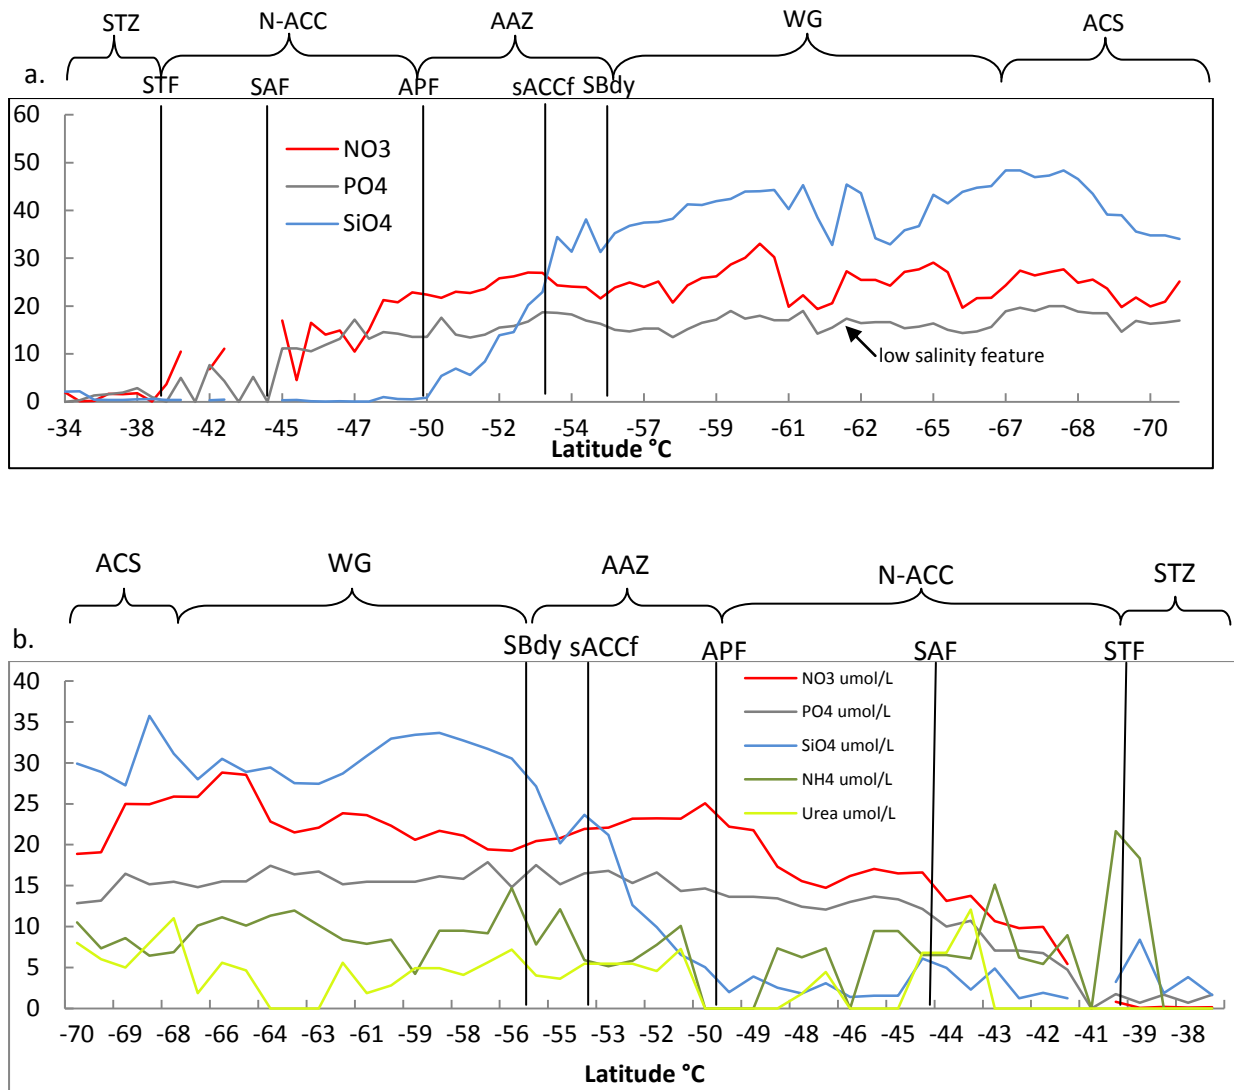 STZ N-ACC AAZ WG ACS
a.
STF SAF APF sACCf SBdy
60
50
40
30
20
10
0
NO3
PO4
SiO4
low salinity feature
-34 -38 -42 -45 -47 -50 -52 -54 -57 -59 -61 -62 -65 -67 -68 -70
Latitude °C
ACS WG AAZ N-ACC STZ
b.
SBdy sACCf APF SAF STF
40
35
30
25
20
15
10
5
0
NO3 umol/L
PO4 umol/L
SiO4 umol/L
NH4 umol/L
Urea umol/L
-70 -69 -68 -66 -64 -63 -61 -59 -58 -56 -55 -53 -52 -50 -49 -48 -46 -44 -43 -42 -41 -39 -38
Latitude °C